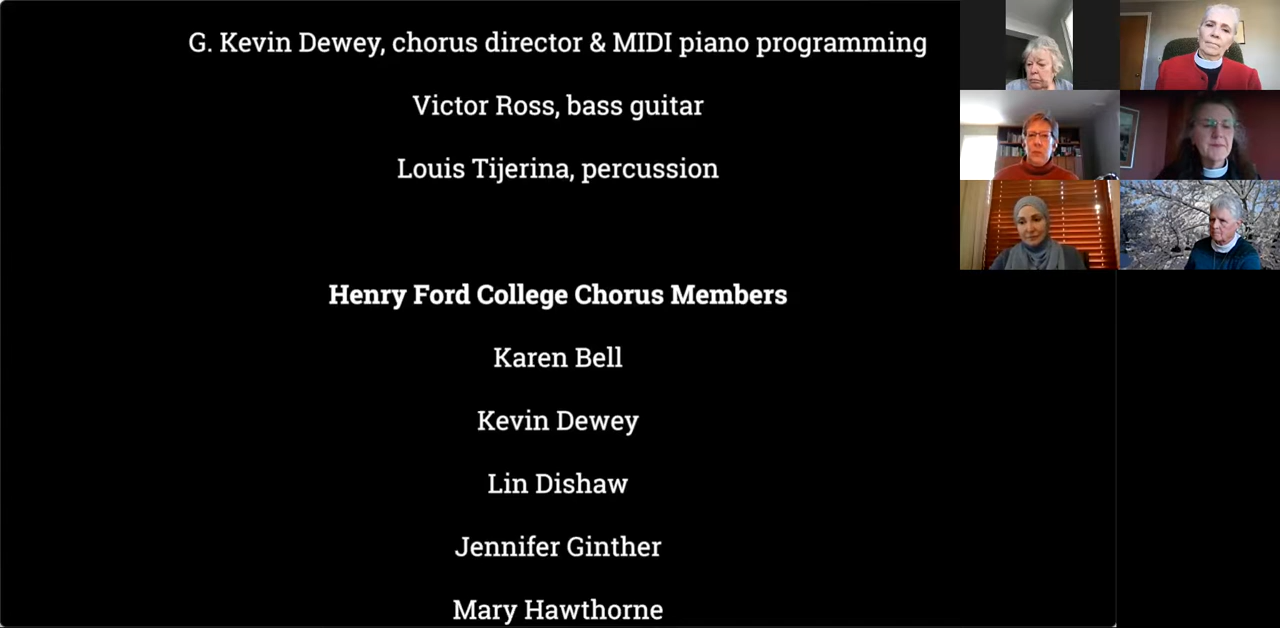 G. Kevin Dewey, chorus director & MIDI piano programming
Victor Ross, bass guitar
Louis Tijerina, percussion
Henry Ford College Chorus Members
Karen Bell
Kevin Dewey
Lin Dishaw
Jennifer Ginther
Mary Hawthorne